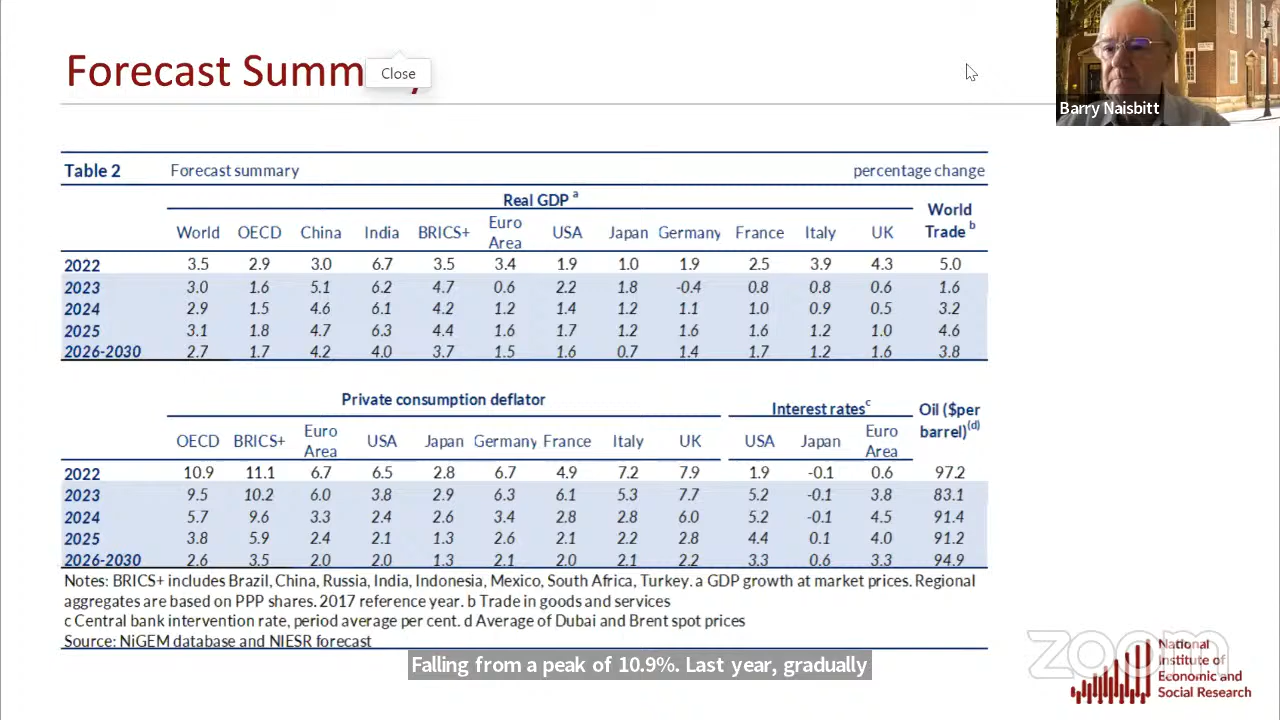 Forecast Summ
Close
Barry Naisbitt
Table 2 Forecast summary percentage change
Real GDP a
World Trade b
World OECD China India BRICS+ Euro Area USA Japan Germany France Italy UK
2022 3.5 2.9 3.0 6.7 3.5 3.4 1.9 1.0 1.9 2.5 3.9 4.3 5.0
2023 3.0 1.6 5.1 6.2 4.7 0.6 2.2 1.8 -0.4 0.8 0.8 0.6 1.6
2024 2.9 1.5 4.6 6.1 4.2 1.2 1.4 1.2 1.1 1.0 0.9 0.5 3.2
2025 3.1 1.8 4.7 6.3 4.4 1.6 1.7 1.2 1.6 1.6 1.2 1.0 4.6
2026-2030 2.7 1.7 4.2 4.0 3.7 1.5 1.6 0.7 1.4 1.7 1.2 1.6 3.8
Private consumption deflator
Interest rates c
Oil ($per barrel)(d)
OECD BRICS+ Euro Area USA Japan Germany France Italy UK USA Japan Euro Area
2022 10.9 11.1 6.7 6.5 2.8 6.7 4.9 7.2 7.9 1.9 -0.1 0.6 97.2
2023 9.5 10.2 6.0 3.8 2.9 6.3 6.1 5.3 7.7 5.2 -0.1 3.8 83.1
2024 5.7 9.6 3.3 2.4 2.6 3.4 2.8 2.8 6.0 5.2 -0.1 4.5 91.4
2025 3.8 5.9 2.4 2.1 1.3 2.6 2.1 2.2 2.8 4.4 0.1 4.0 91.2
2026-2030 2.6 3.5 2.0 2.0 1.3 2.1 2.0 2.1 2.2 3.3 0.6 3.3 94.9
Notes: BRICS+ includes Brazil, China, Russia, India, Indonesia, Mexico, South Africa, Turkey. a GDP growth at market prices. Regional
aggregates are based on PPP shares. 2017 reference year. b Trade in goods and services
c Central bank intervention rate, period average per cent. d Average of Dubai and Brent spot prices
Source: NiGEM database and NIESR forecast
Falling from a peak of 10.9%. Last year, gradually
zoom
National
Institute of
Economic and
Social Research